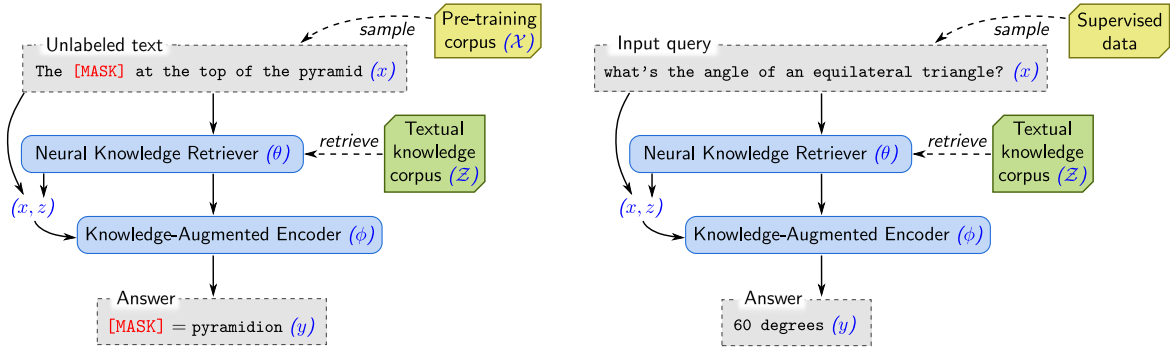 Unlabeled text
The [MASK] at the top of the pyramid (x)
sample
Pre-training
corpus (𝒳)
Neural Knowledge Retriever (θ)
retrieve
Textual
knowledge
corpus (𝒵)
(x, z)
Knowledge-Augmented Encoder (ϕ)
Answer
[MASK] = pyramidion (y)
Input query
what's the angle of an equilateral triangle? (x)
sample
Supervised
data
Neural Knowledge Retriever (θ)
retrieve
Textual
knowledge
corpus (𝒵)
(x, z)
Knowledge-Augmented Encoder (ϕ)
Answer
60 degrees (y)